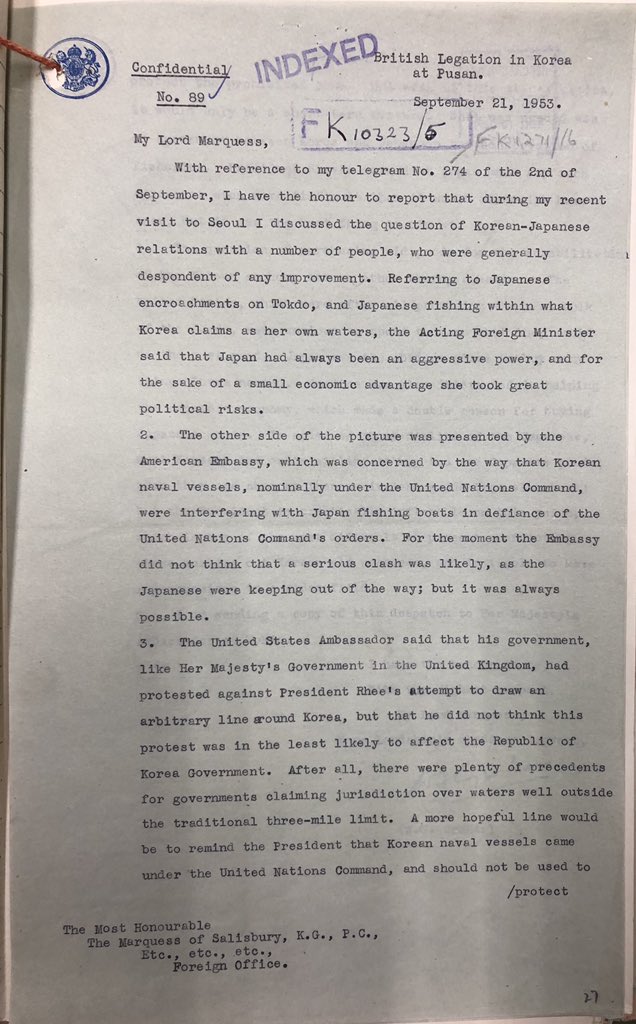 Confidential
No. 89
INDEXED
British Legation in Korea
at Pusan.
September 21, 1953.
FK 10323/5
FK1271/16
My Lord Marquess,
With reference to my telegram No. 274 of the 2nd of
September, I have the honour to report that during my recent
visit to Seoul I discussed the question of Korean-Japanese
relations with a number of people, who were generally
despondent of any improvement. Referring to Japanese
encroachments on Tokdo, and Japanese fishing within what
Korea claims as her own waters, the Acting Foreign Minister
said that Japan had always been an aggressive power, and for
the sake of a small economic advantage she took great
political risks.
2. The other side of the picture was presented by the
American Embassy, which was concerned by the way that Korean
naval vessels, nominally under the United Nations Command,
were interfering with Japan fishing boats in defiance of the
United Nations Command's orders. For the moment the Embassy
did not think that a serious clash was likely, as the
Japanese were keeping out of the way; but it was always
possible.
3. The United States Ambassador said that his government,
like Her Majesty's Government in the United Kingdom, had
protested against President Rhee's attempt to draw an
arbitrary line around Korea, but that he did not think this
protest was in the least likely to affect the Republic of
Korea Government. After all, there were plenty of precedents
for governments claiming jurisdiction over waters well outside
the traditional three-mile limit. A more hopeful line would
be to remind the President that Korean naval vessels came
under the United Nations Command, and should not be used to
/protect
The Most Honourable
The Marquess of Salisbury, K.G., P.C.,
Etc., etc., etc.,
Foreign Office.
27